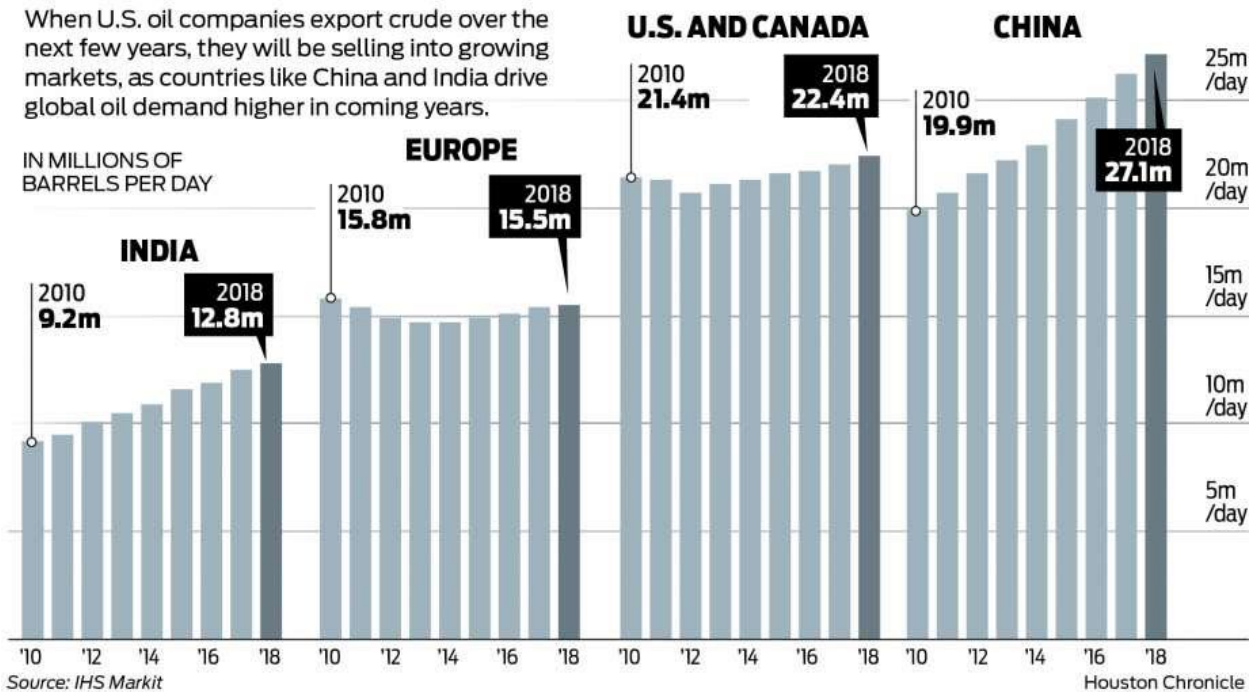 When U.S. oil companies export crude over the
next few years, they will be selling into growing
markets, as countries like China and India drive
global oil demand higher in coming years.
IN MILLIONS OF
BARRELS PER DAY
INDIA
2010
9.2m
2018
12.8m
EUROPE
2010
15.8m
2018
15.5m
U.S. AND CANADA
2010
21.4m
2018
22.4m
CHINA
2010
19.9m
2018
27.1m
25m
/day
20m
/day
15m
/day
10m
/day
5m
/day
'10 '12 '14 '16 '18
'10 '12 '14 '16 '18
'10 '12 '14 '16 '18
'10 '12 '14 '16 '18
Source: IHS Markit
Houston Chronicle